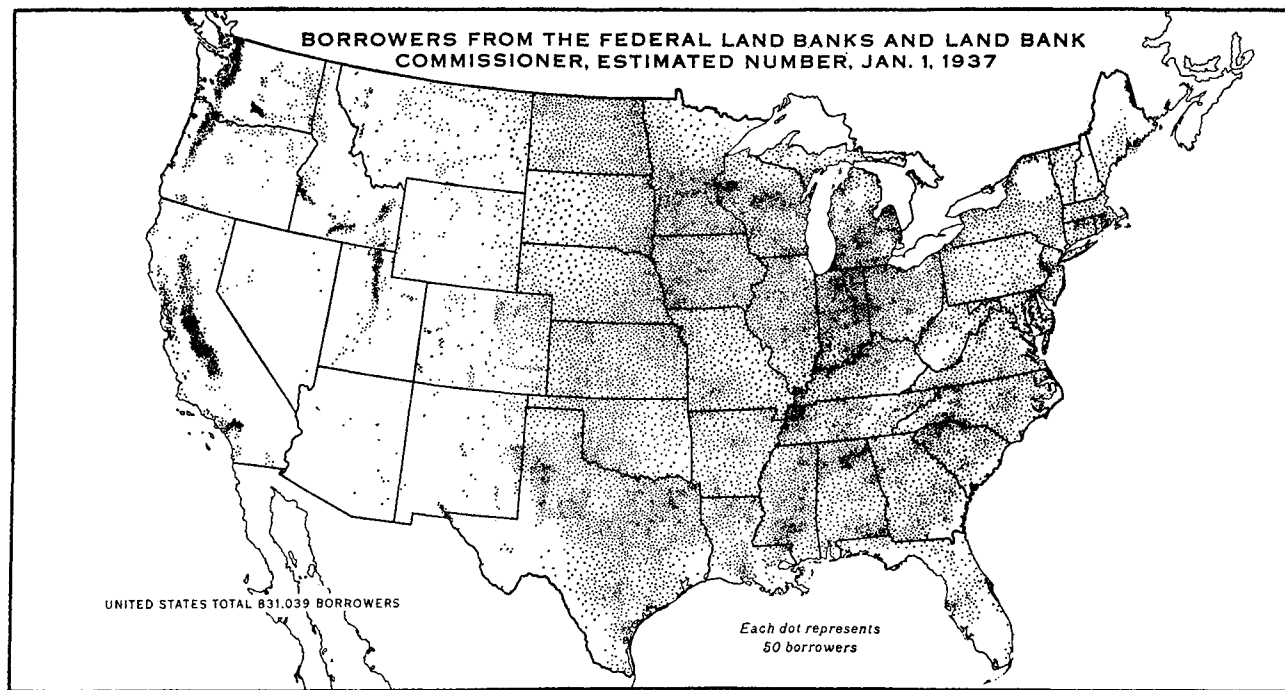 BORROWERS FROM THE FEDERAL LAND BANKS AND LAND BANK
COMMISSIONER, ESTIMATED NUMBER, JAN. 1, 1937
UNITED STATES TOTAL 831,039 BORROWERS
Each dot represents
50 borrowers